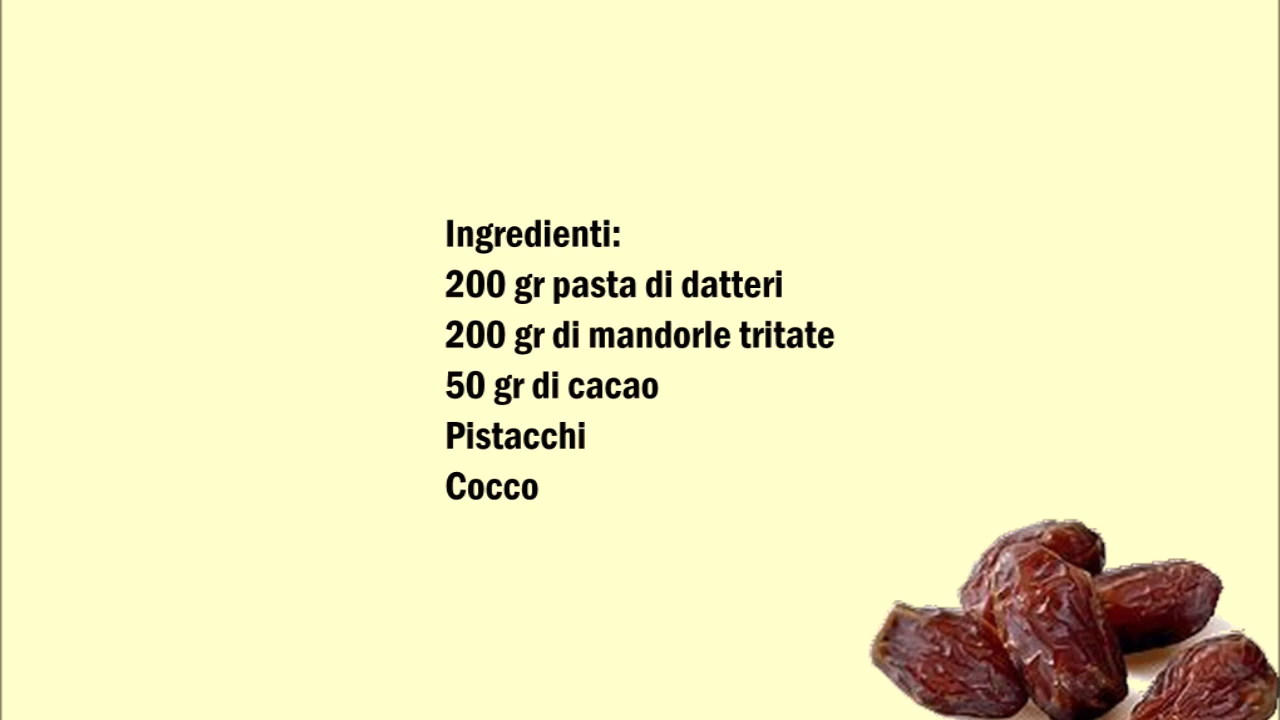 Ingredienti:
200 gr pasta di datteri
200 gr di mandorle tritate
50 gr di cacao
Pistacchi
Cocco